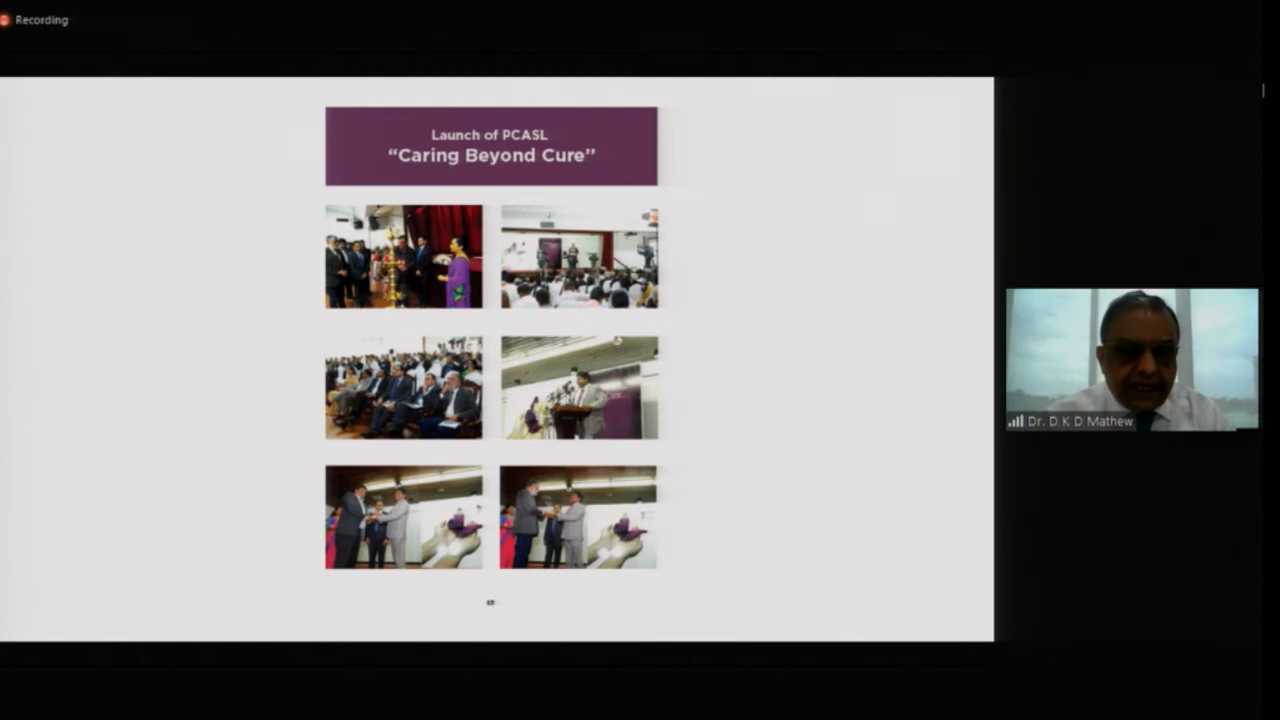 Recording
Launch of PCASL
“Caring Beyond Cure”
Dr. D K D Mathew